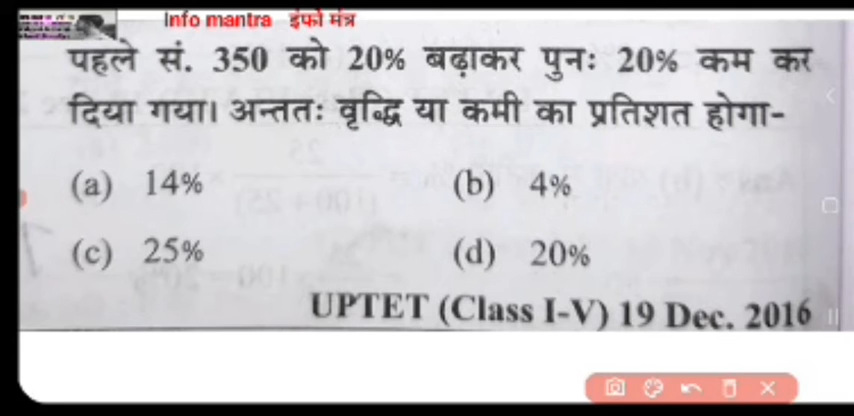 Info mantra इंफो मंत्र
पहले सं. 350 को 20% बढ़ाकर पुनः 20% कम कर
दिया गया। अन्ततः वृद्धि या कमी का प्रतिशत होगा-
(a) 14% (b) 4%
(c) 25% (d) 20%
UPTET (Class I-V) 19 Dec. 2016